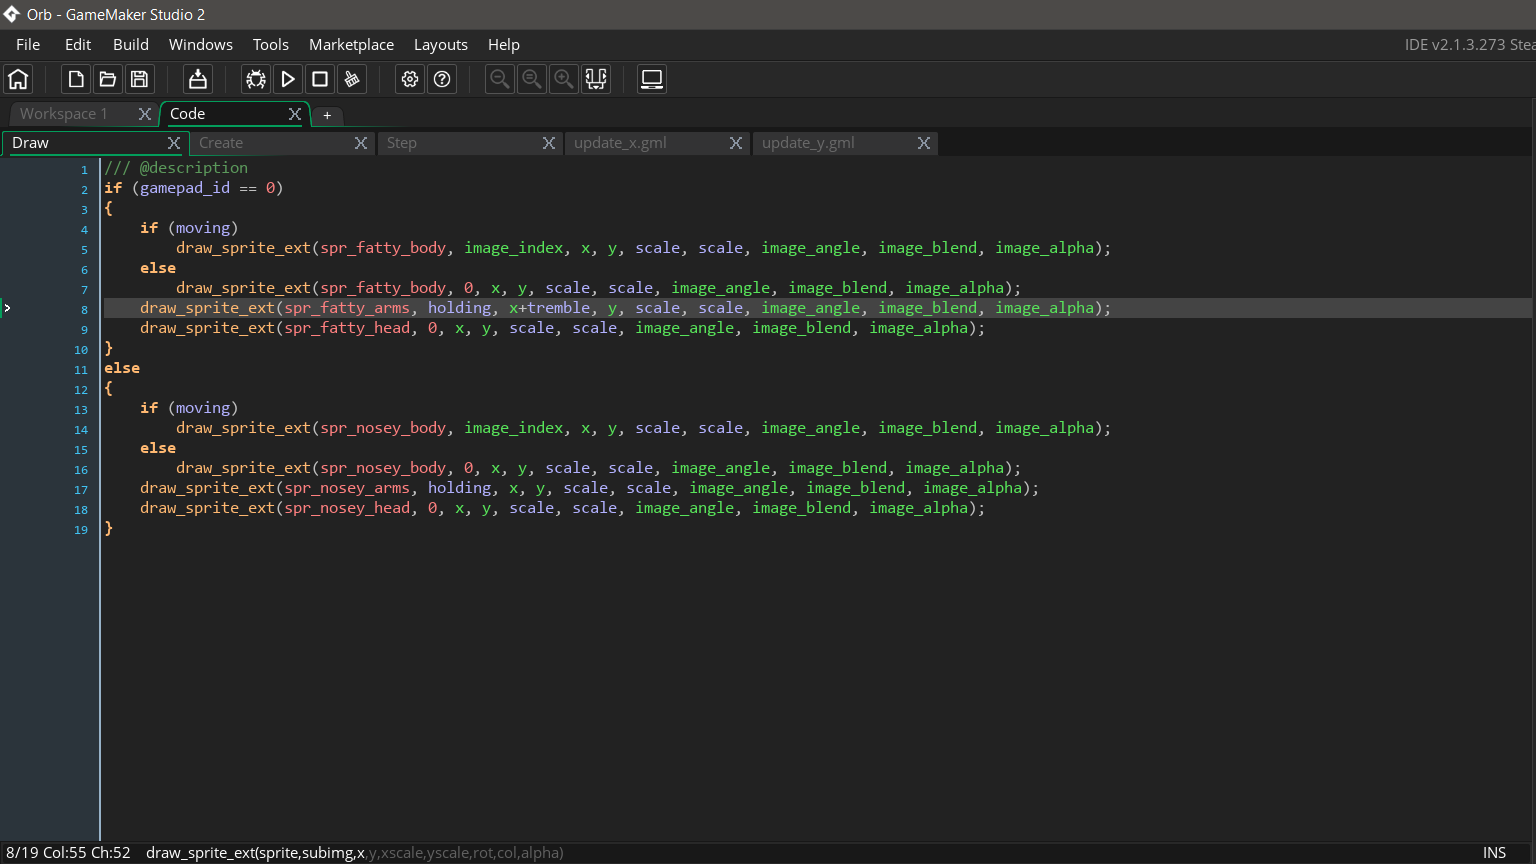 Orb - GameMaker Studio 2
File Edit Build Windows Tools Marketplace Layouts Help IDE v2.1.3.273 Stea
Workspace 1 X Code X +
Draw X Create X Step X update_x.gml X update_y.gml X
1 /// @description
2 if (gamepad_id == 0)
3 {
4     if (moving)
5         draw_sprite_ext(spr_fatty_body, image_index, x, y, scale, scale, image_angle, image_blend, image_alpha);
6     else
7         draw_sprite_ext(spr_fatty_body, 0, x, y, scale, scale, image_angle, image_blend, image_alpha);
8     draw_sprite_ext(spr_fatty_arms, holding, x+tremble, y, scale, scale, image_angle, image_blend, image_alpha);
9     draw_sprite_ext(spr_fatty_head, 0, x, y, scale, scale, image_angle, image_blend, image_alpha);
10 }
11 else
12 {
13     if (moving)
14         draw_sprite_ext(spr_nosey_body, image_index, x, y, scale, scale, image_angle, image_blend, image_alpha);
15     else
16         draw_sprite_ext(spr_nosey_body, 0, x, y, scale, scale, image_angle, image_blend, image_alpha);
17     draw_sprite_ext(spr_nosey_arms, holding, x, y, scale, scale, image_angle, image_blend, image_alpha);
18     draw_sprite_ext(spr_nosey_head, 0, x, y, scale, scale, image_angle, image_blend, image_alpha);
19 }
8/19 Col:55 Ch:52 draw_sprite_ext(sprite,subimg,x,y,xscale,yscale,rot,col,alpha) INS